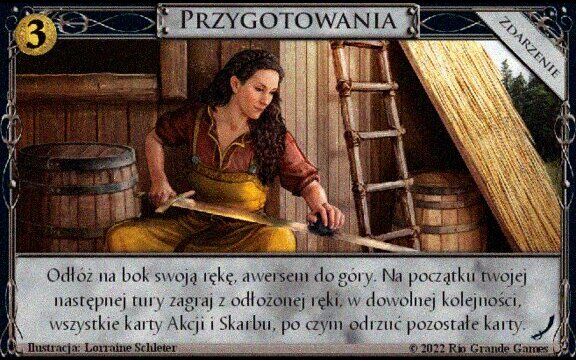 3
PRZYGOTOWANIA
ZDARZENIE
Odłóż na bok swoją rękę, awersem do góry. Na początku twojej
następnej tury zagraj z odłożonej ręki, w dowolnej kolejności,
wszystkie karty Akcji i Skarbu, po czym odrzuć pozostałe karty.
Ilustracja: Lorraine Schleter
© 2022 Rio Grande Games